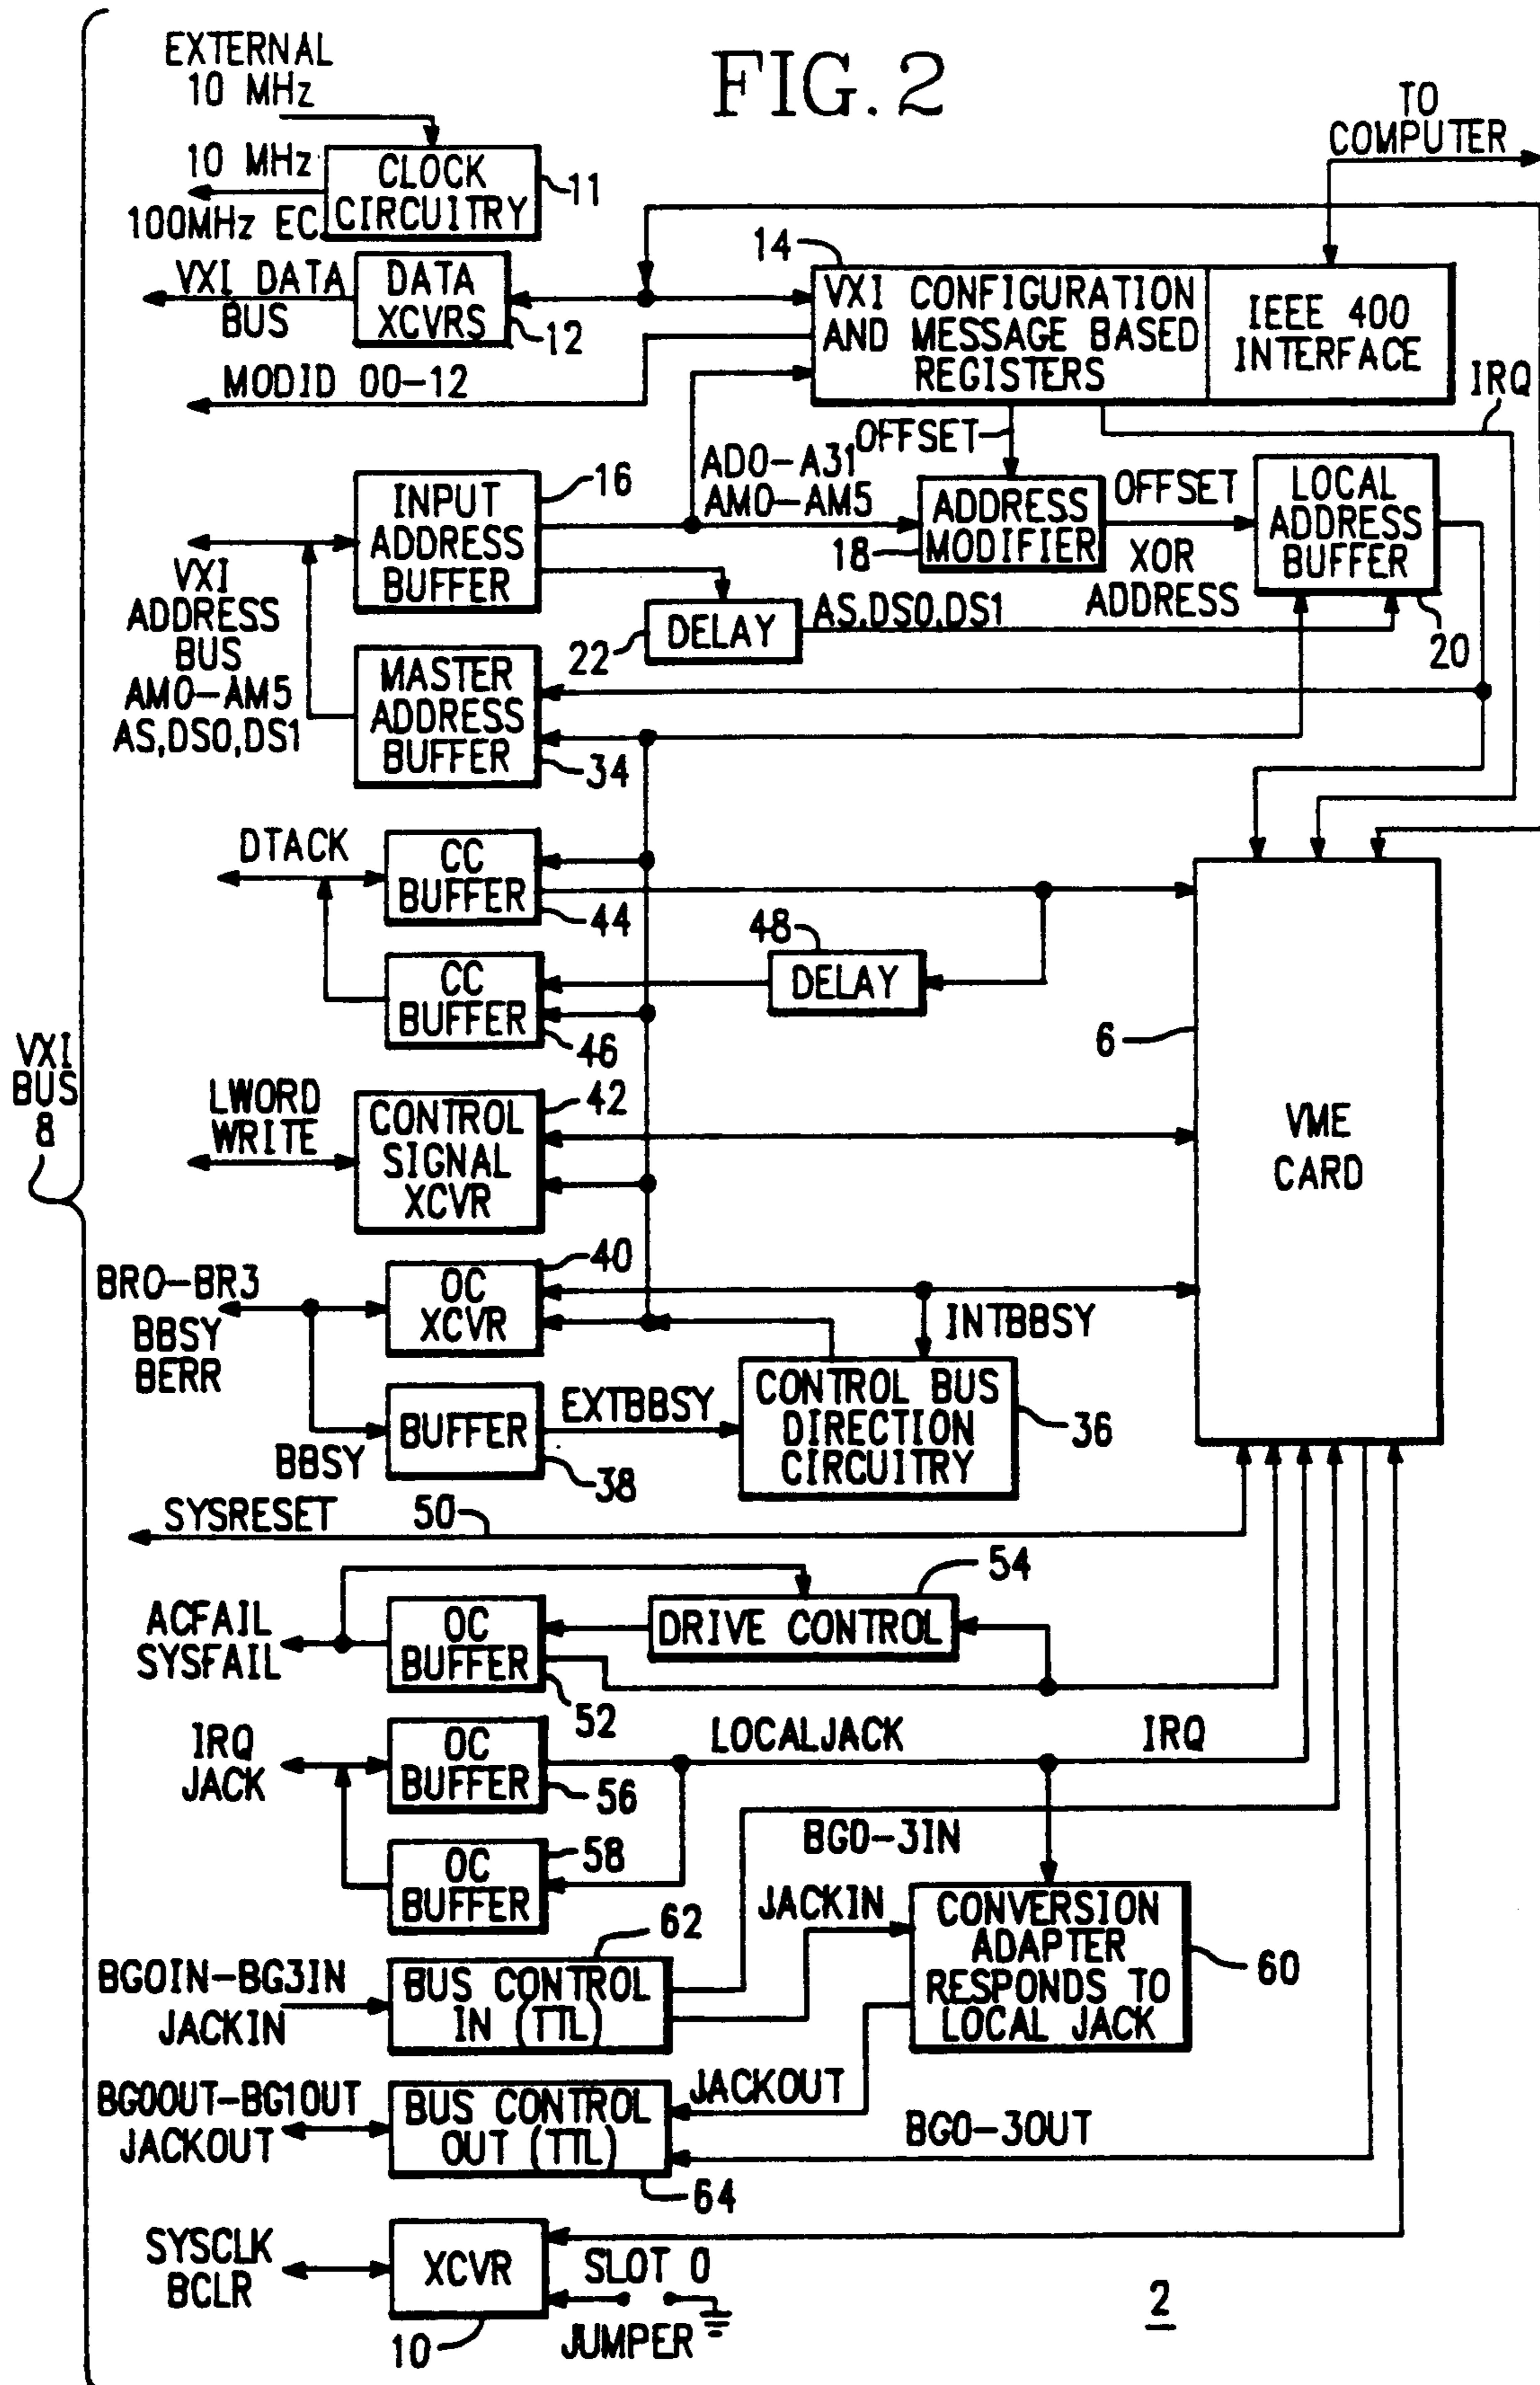 FIG. 2
EXTERNAL
10 MHz
10 MHz
100MHz EC
CLOCK
CIRCUITRY
11
TO
COMPUTER
VXI DATA
BUS
DATA
XCVRS
12
14
VXI CONFIGURATION
AND MESSAGE BASED
REGISTERS
IEEE 400
INTERFACE
MODID 00-12
IRQ
OFFSET
INPUT
ADDRESS
BUFFER
16
AD0-A31
AM0-AM5
ADDRESS
MODIFIER
18
OFFSET
XOR
ADDRESS
LOCAL
ADDRESS
BUFFER
20
VXI
ADDRESS
BUS
AM0-AM5
AS,DS0,DS1
DELAY
22
AS,DS0,DS1
MASTER
ADDRESS
BUFFER
34
DTACK
CC
BUFFER
44
48
DELAY
CC
BUFFER
46
6
VME
CARD
VXI
BUS
8
LWORD
WRITE
CONTROL
SIGNAL
XCVR
42
BR0-BR3
BBSY
BERR
OC
XCVR
40
INTBBSY
BBSY
BUFFER
38
EXTBBSY
CONTROL BUS
DIRECTION
CIRCUITRY
36
SYSRESET
50
54
ACFAIL
SYSFAIL
OC
BUFFER
52
DRIVE CONTROL
IRQ
JACK
OC
BUFFER
56
LOCALJACK
IRQ
OC
BUFFER
58
BG0-3IN
JACKIN
62
CONVERSION
ADAPTER
RESPONDS TO
LOCAL JACK
60
BG0IN-BG3IN
JACKIN
BUS CONTROL
IN (TTL)
BG0OUT-BG1OUT
JACKOUT
BUS CONTROL
OUT (TTL)
64
JACKOUT
BG0-3OUT
SYSCLK
BCLR
XCVR
10
SLOT 0
JUMPER
2